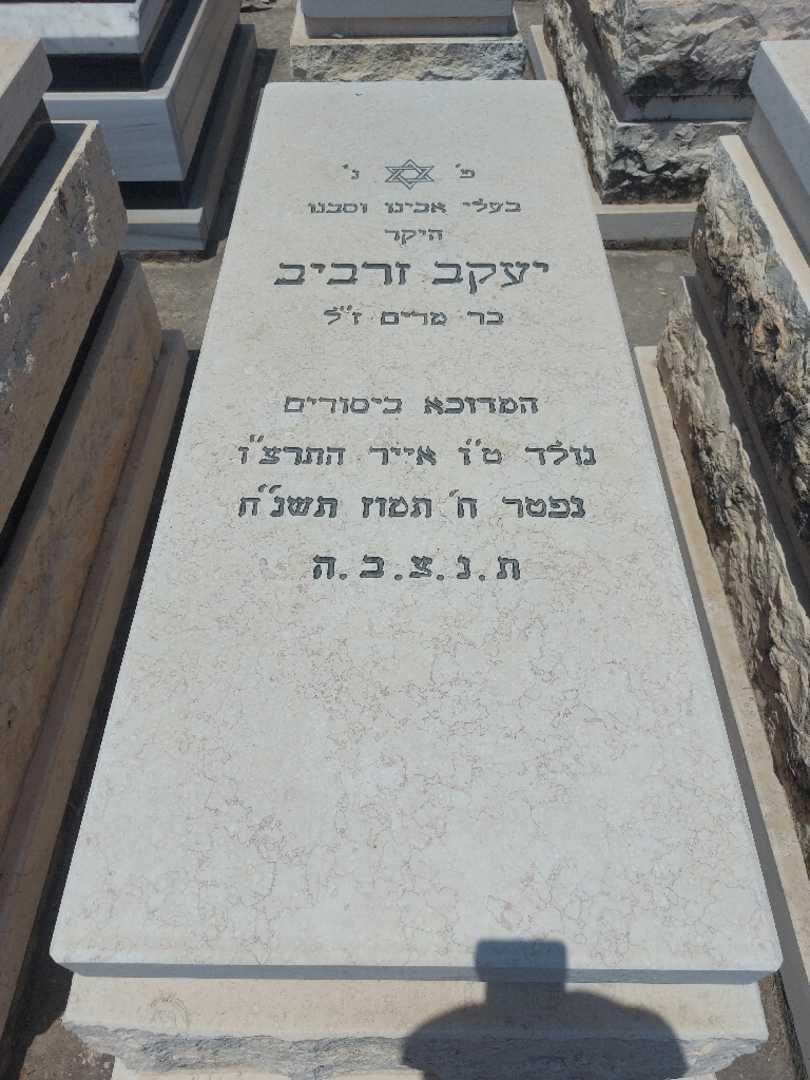 פ׳ נ׳
בעלי אבינו וסבנו
היקר
יעקב זרביב
בר מרים ז״ל
המדוכא ביסורים
נולד ט״ו אייר התרצ״ו
נפטר ח׳ תמוז תשנ״ח
ת.נ.צ.ב.ה